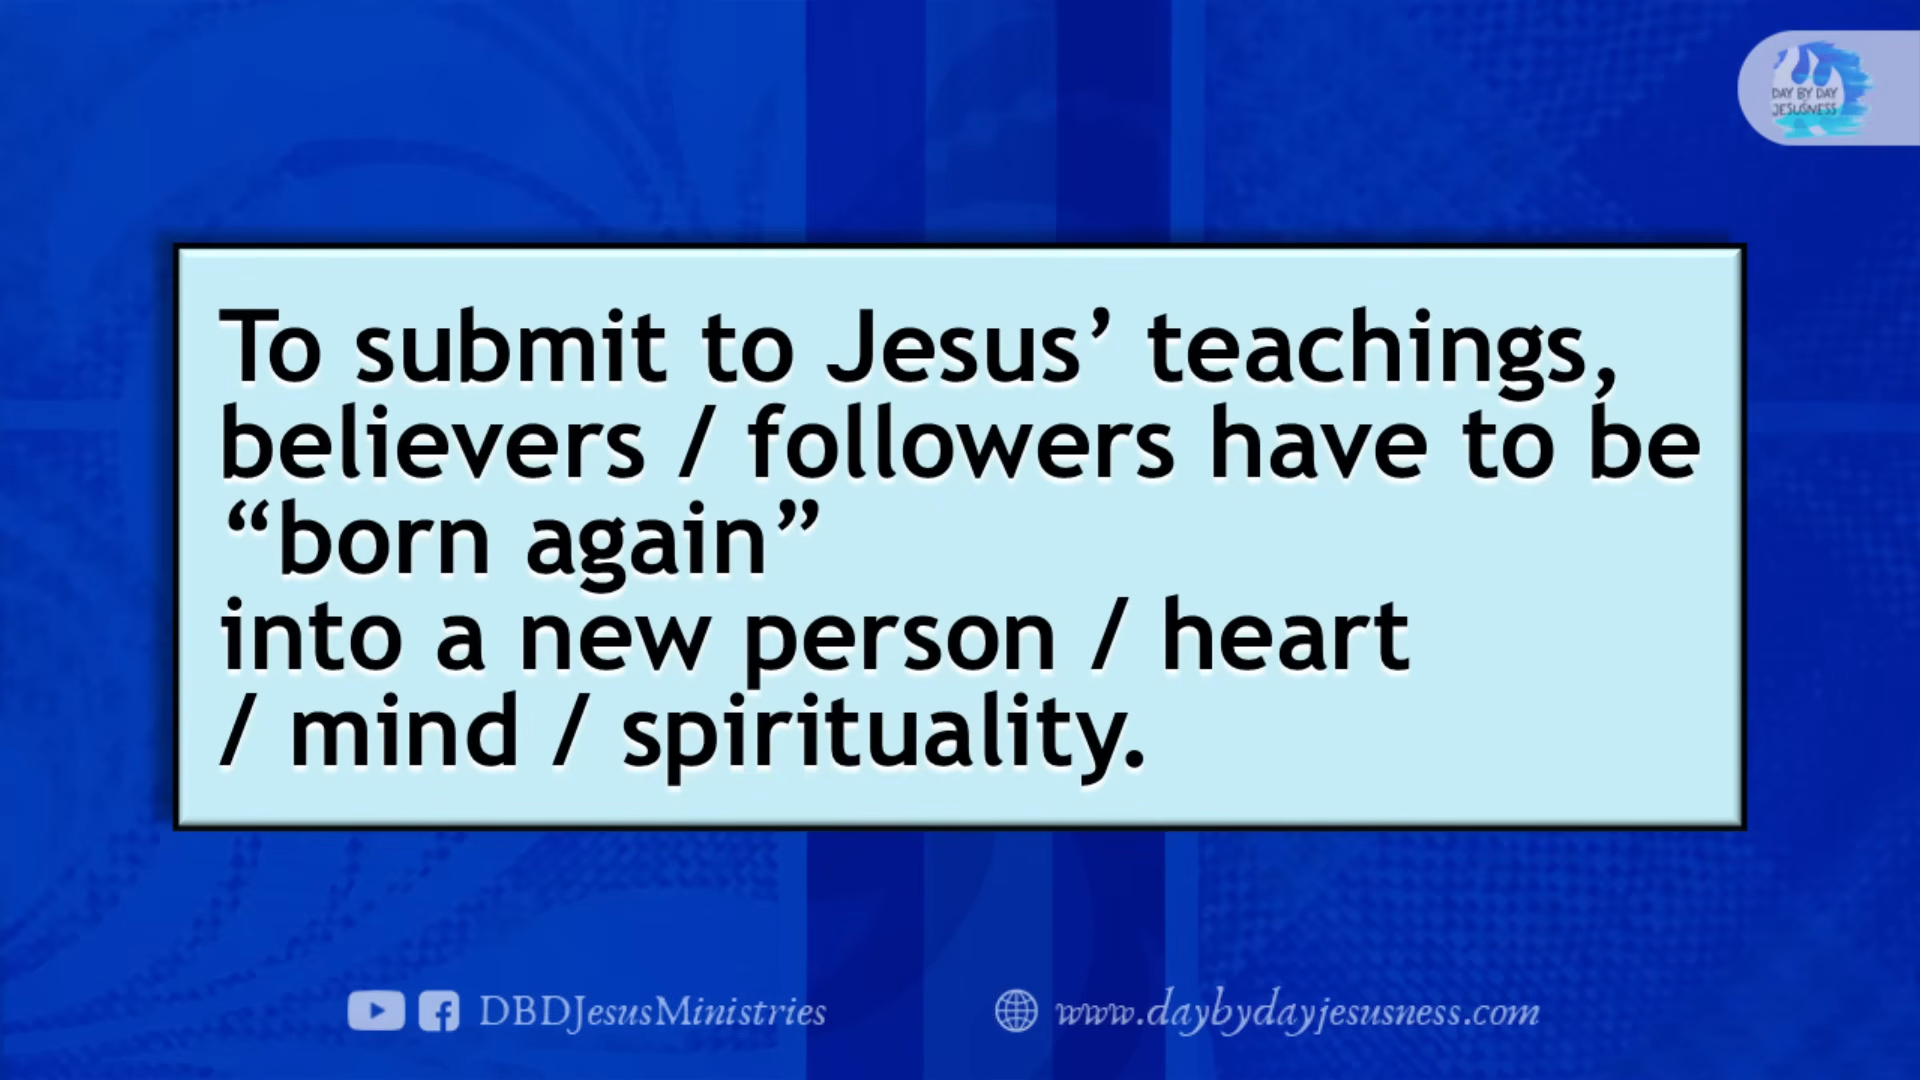 DAY BY DAY
JESUSNESS
To submit to Jesus’ teachings,
believers / followers have to be
“born again”
into a new person / heart
/ mind / spirituality.
DBDJesusMinistries
www.daybydayjesusness.com